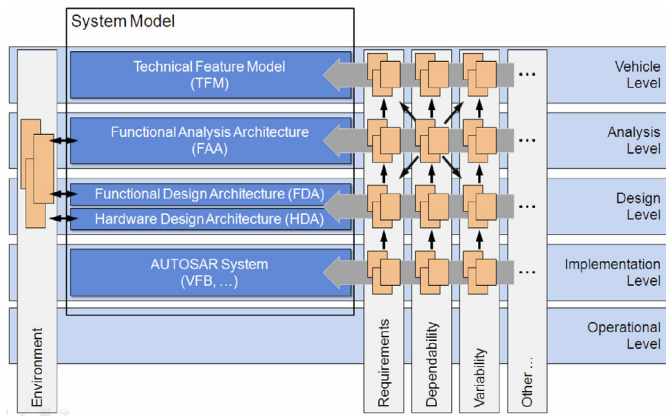 System Model
Technical Feature Model
(TFM)
Vehicle
Level
Functional Analysis Architecture
(FAA)
Analysis
Level
Functional Design Architecture (FDA)
Hardware Design Architecture (HDA)
Design
Level
AUTOSAR System
(VFB, ...)
Implementation
Level
Operational
Level
...
...
...
...
Environment
Requirements
Dependability
Variability
Other ...